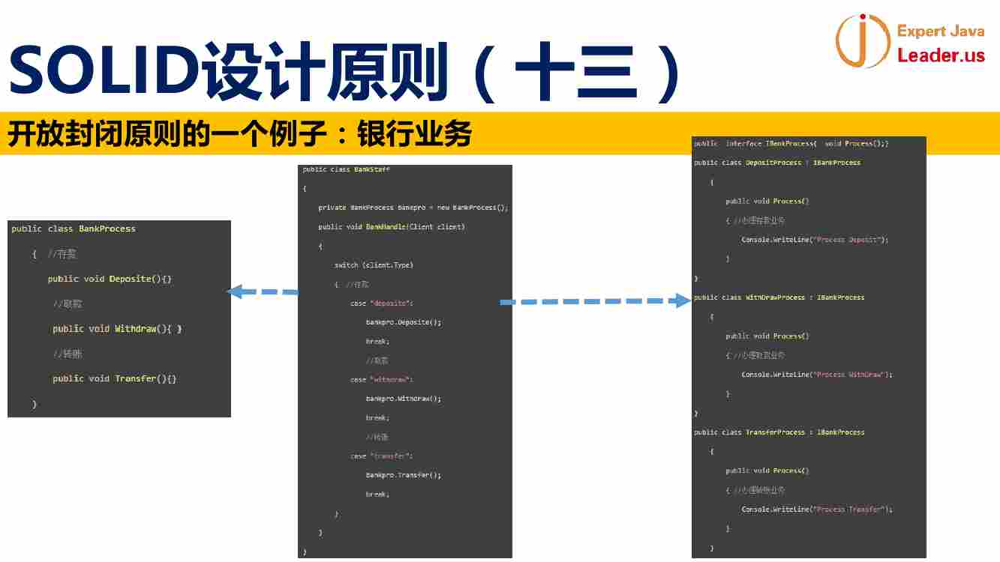 SOLID设计原则（十三）
Expert Java
Leader.us
开放封闭原则的一个例子：银行业务
public class BankProcess
{ //存款
public void Deposite(){}
//取款
public void Withdraw(){ }
//转账
public void Transfer(){}
}
public class BankStaff
{
private BankProcess bankpro = new BankProcess();
public void BankHandle(Client client)
{
switch (client.Type)
{ //存款
case "deposite":
bankpro.Deposite();
break;
//取款
case "withdraw":
bankpro.Withdraw();
break;
//转账
case "transfer":
bankpro.Transfer();
break;
}
}
}
public interface IBankProcess{ void Process();}
public class DepositProcess : IBankProcess
{
public void Process()
{ //办理存款业务
Console.WriteLine("Process Deposit");
}
}
public class WithDrawProcess : IBankProcess
{
public void Process()
{ //办理取款业务
Console.WriteLine("Process WithDraw");
}
}
public class TransferProcess : IBankProcess
{
public void Process()
{ //办理转账业务
Console.WriteLine("Process Transfer");
}
}